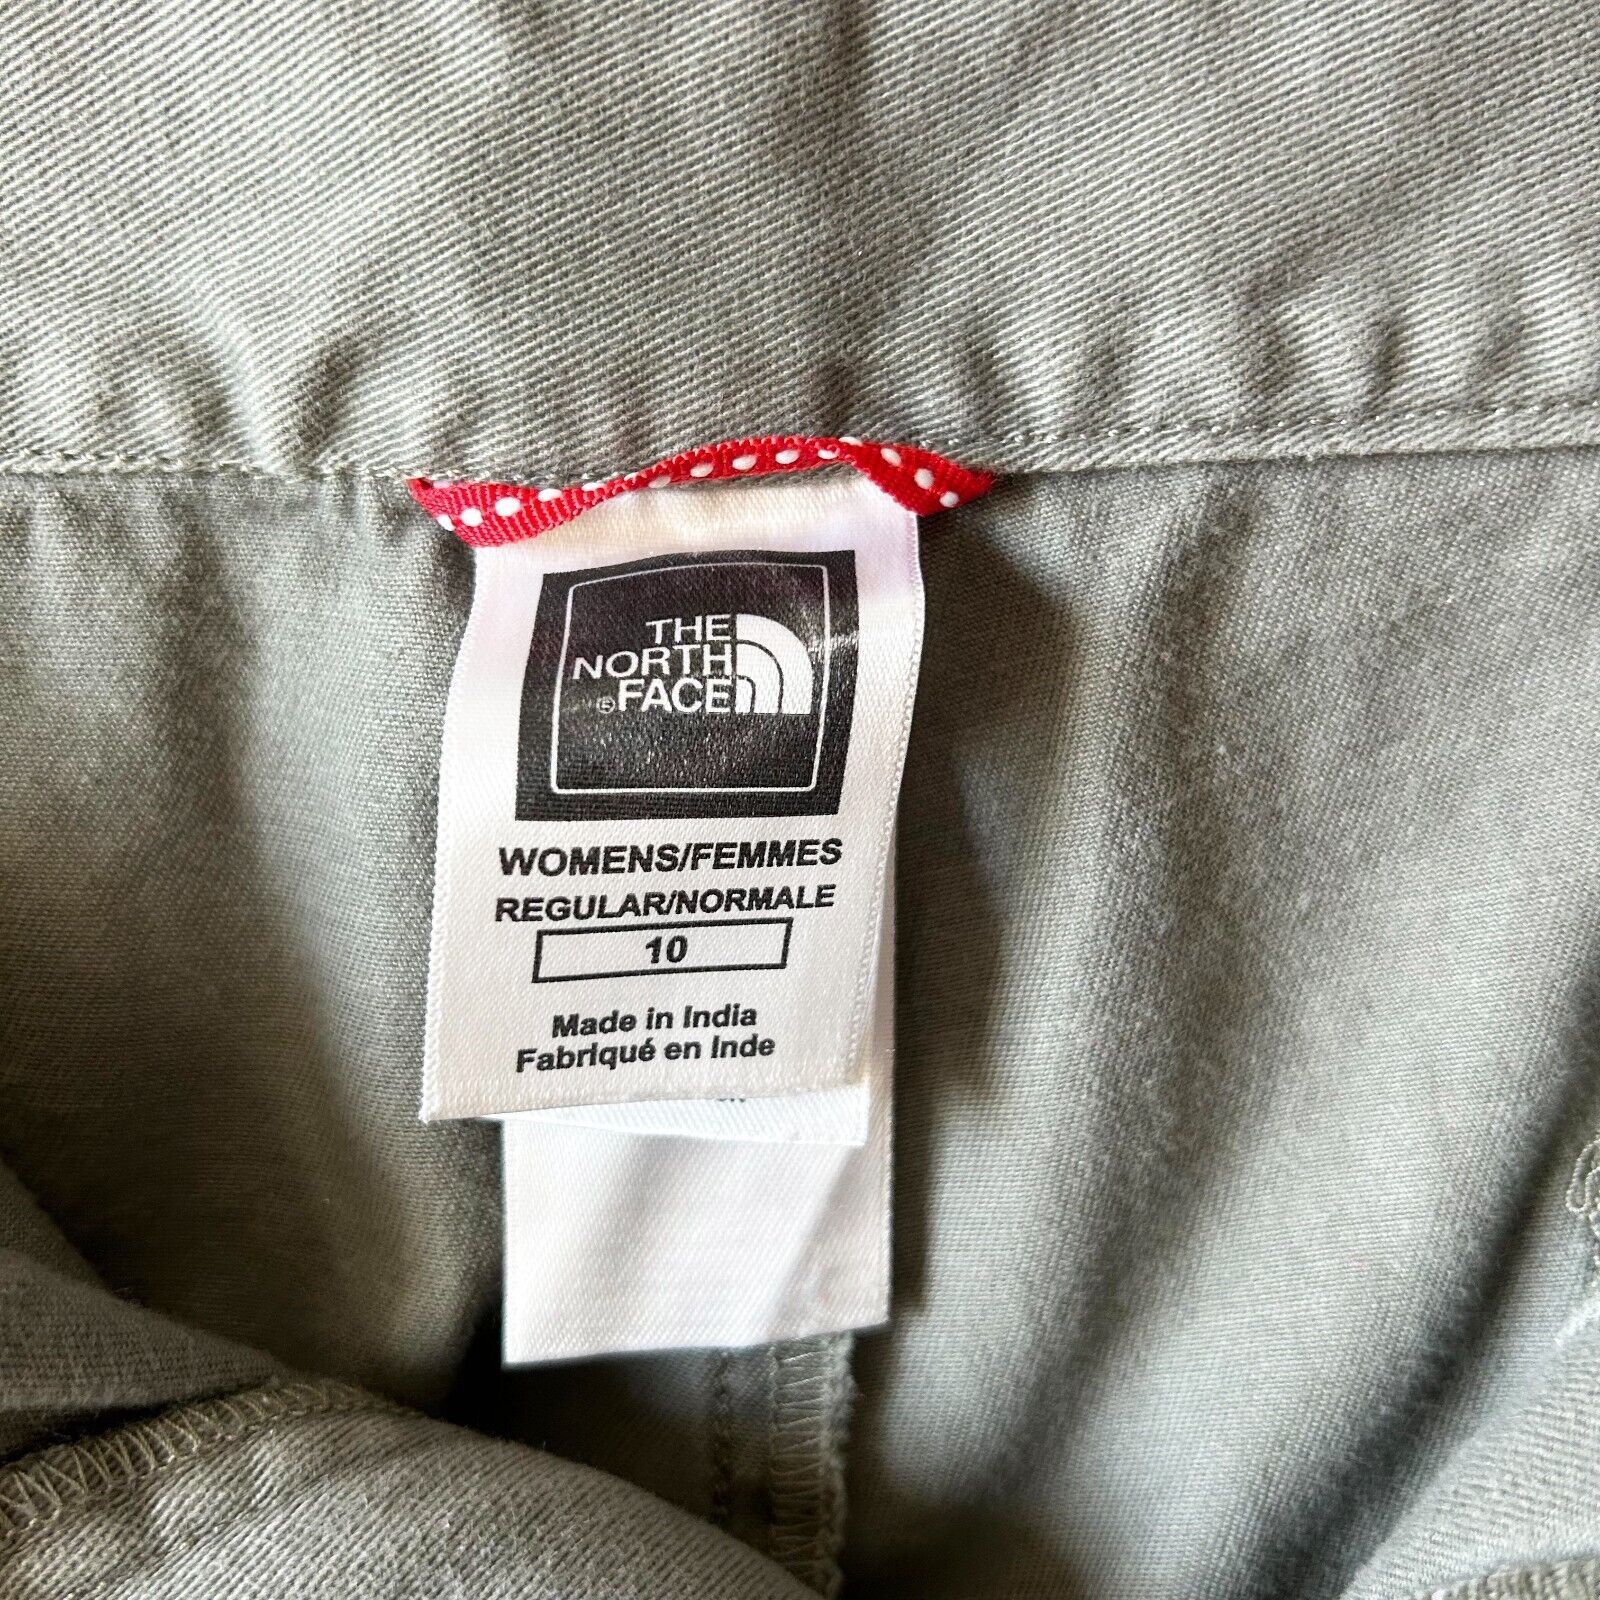 THE
NORTH
FACE
WOMENS/FEMMES
REGULAR/NORMALE
10
Made in India
Fabriqué en Inde